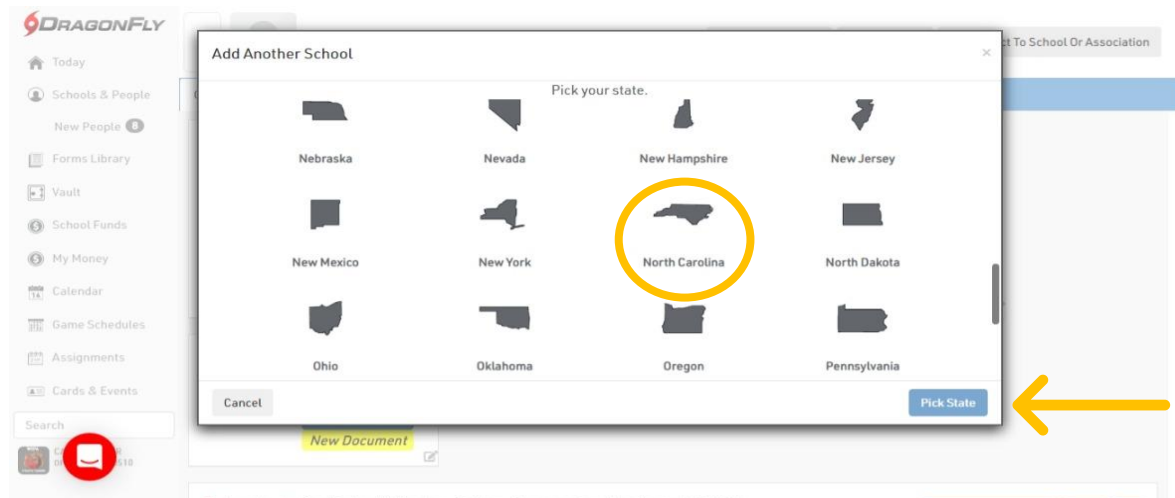 DRAGONFLY
Add Another School
×
ct To School Or Association
Today
Schools & People
New People 8
Forms Library
Vault
School Funds
My Money
Calendar
Game Schedules
Assignments
Cards & Events
Search
Pick your state.
Nebraska
Nevada
New Hampshire
New Jersey
New Mexico
New York
North Carolina
North Dakota
Ohio
Oklahoma
Oregon
Pennsylvania
Cancel
Pick State
New Document